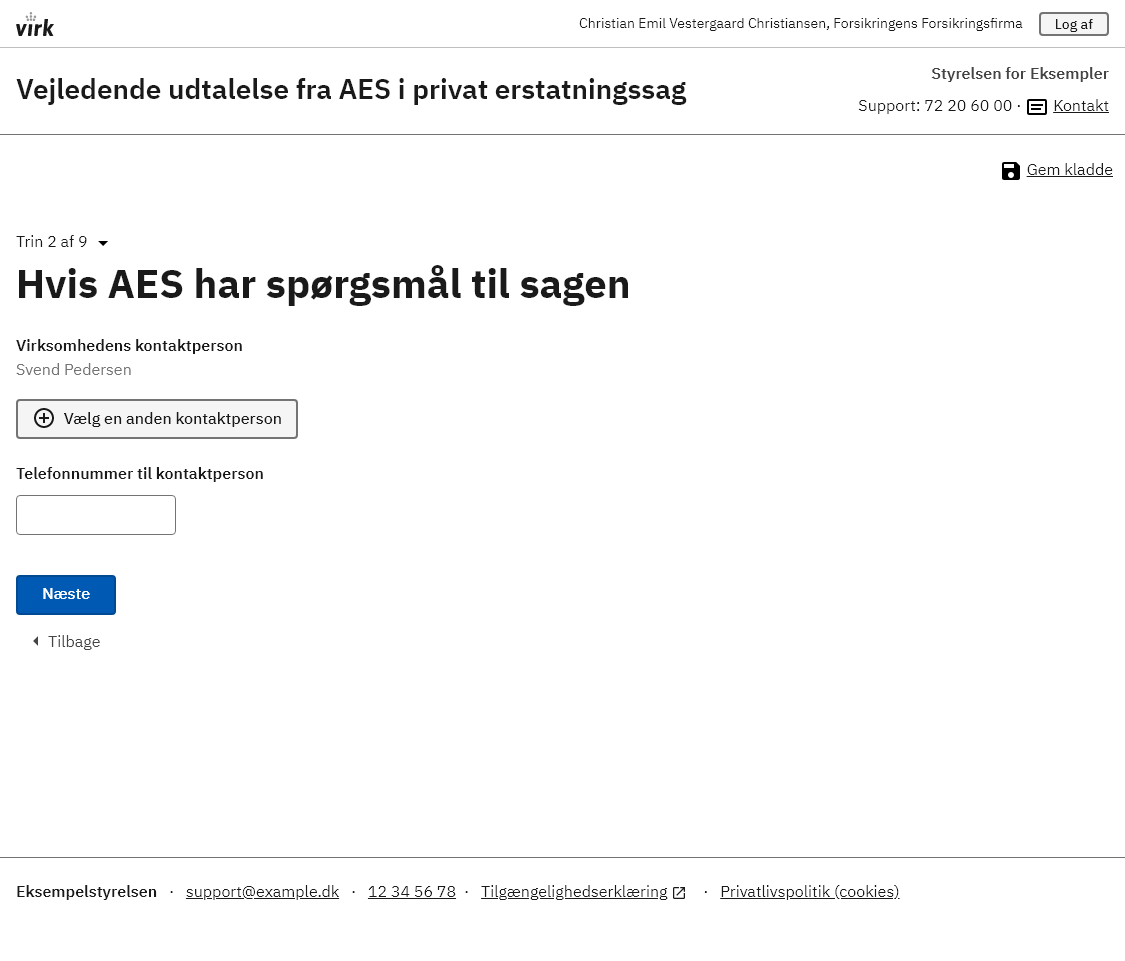 virk
Christian Emil Vestergaard Christiansen, Forsikringens Forsikringsfirma
Log af
Vejledende udtalelse fra AES i privat erstatningssag
Styrelsen for Eksempler
Support: 72 20 60 00 · Kontakt
Gem kladde
Trin 2 af 9
Hvis AES har spørgsmål til sagen
Virksomhedens kontaktperson
Svend Pedersen
Vælg en anden kontaktperson
Telefonnummer til kontaktperson
Næste
Tilbage
Eksempelstyrelsen · support@example.dk · 12 34 56 78 · Tilgængelighedserklæring · Privatlivspolitik (cookies)